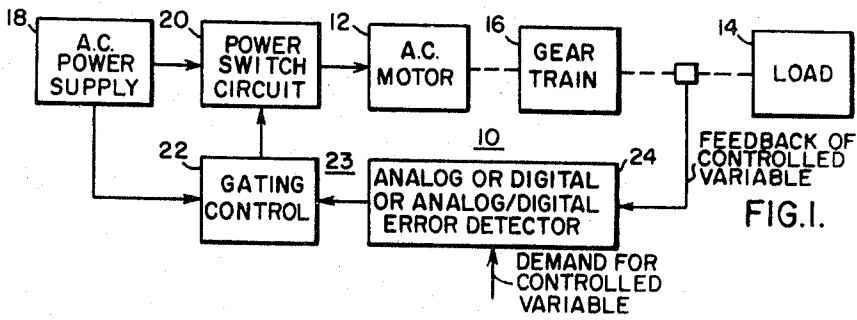 18
A.C.
POWER
SUPPLY
20
POWER
SWITCH
CIRCUIT
12
A.C.
MOTOR
16
GEAR
TRAIN
14
LOAD
22
GATING
CONTROL
23
10
24
ANALOG OR DIGITAL
OR ANALOG/DIGITAL
ERROR DETECTOR
FEEDBACK OF
CONTROLLED
VARIABLE
FIG.1.
DEMAND FOR
CONTROLLED
VARIABLE